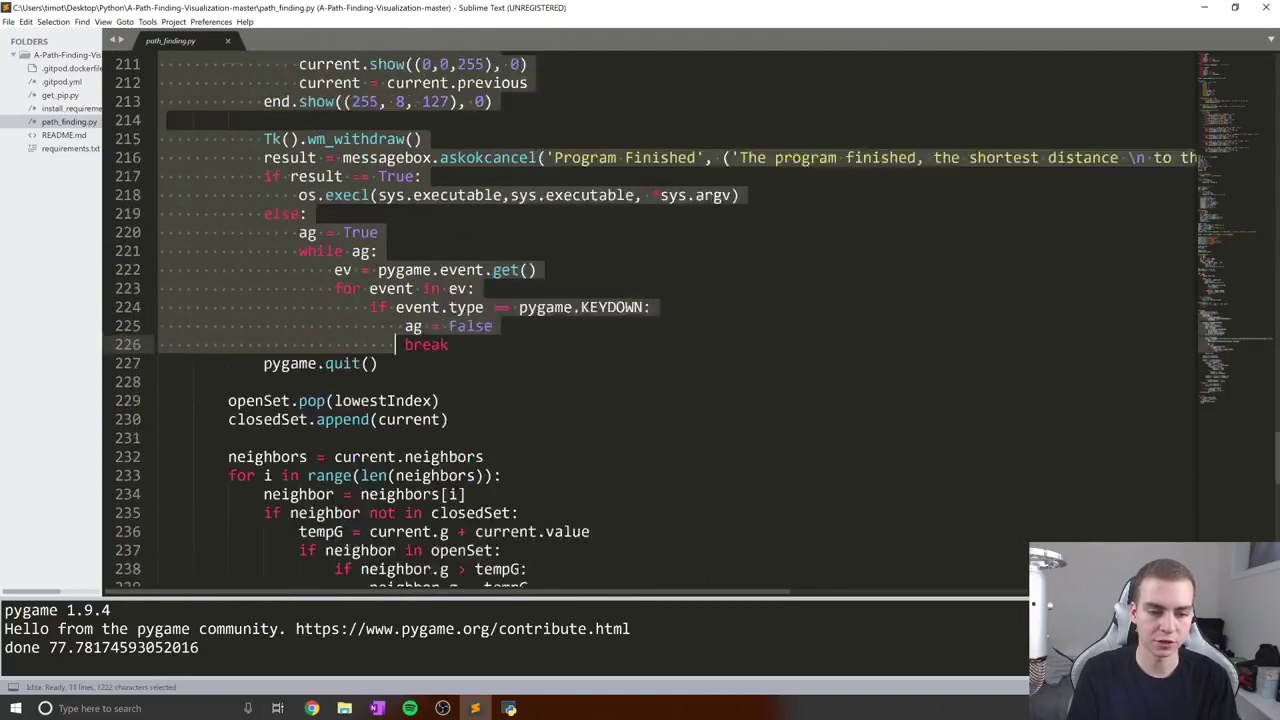 C:\Users\timot\Desktop\Python\A-Path-Finding-Visualization-master\path_finding.py (A-Path-Finding-Visualization-master) - Sublime Text (UNREGISTERED)
File Edit Selection Find View Goto Tools Project Preferences Help
FOLDERS
A-Path-Finding-Vis
.gitpod.dockerfile
.gitpod.yml
get_pip.py
install_requireme
path_finding.py
README.md
requirements.txt
path_finding.py
211 current.show((0,0,255), 0)
212 current = current.previous
213 end.show((255, 8, 127), 0)
214
215 Tk().wm_withdraw()
216 result = messagebox.askokcancel('Program Finished', ('The program finished, the shortest distance \n to th
217 if result == True:
218 os.execl(sys.executable,sys.executable, *sys.argv)
219 else:
220 ag = True
221 while ag:
222 ev = pygame.event.get()
223 for event in ev:
224 if event.type == pygame.KEYDOWN:
225 ag = False
226 break
227 pygame.quit()
228
229 openSet.pop(lowestIndex)
230 closedSet.append(current)
231
232 neighbors = current.neighbors
233 for i in range(len(neighbors)):
234 neighbor = neighbors[i]
235 if neighbor not in closedSet:
236 tempG = current.g + current.value
237 if neighbor in openSet:
238 if neighbor.g > tempG:
pygame 1.9.4
Hello from the pygame community. https://www.pygame.org/contribute.html
done 77.78174593052016
Ready, 11 lines, 1222 characters selected
Type here to search